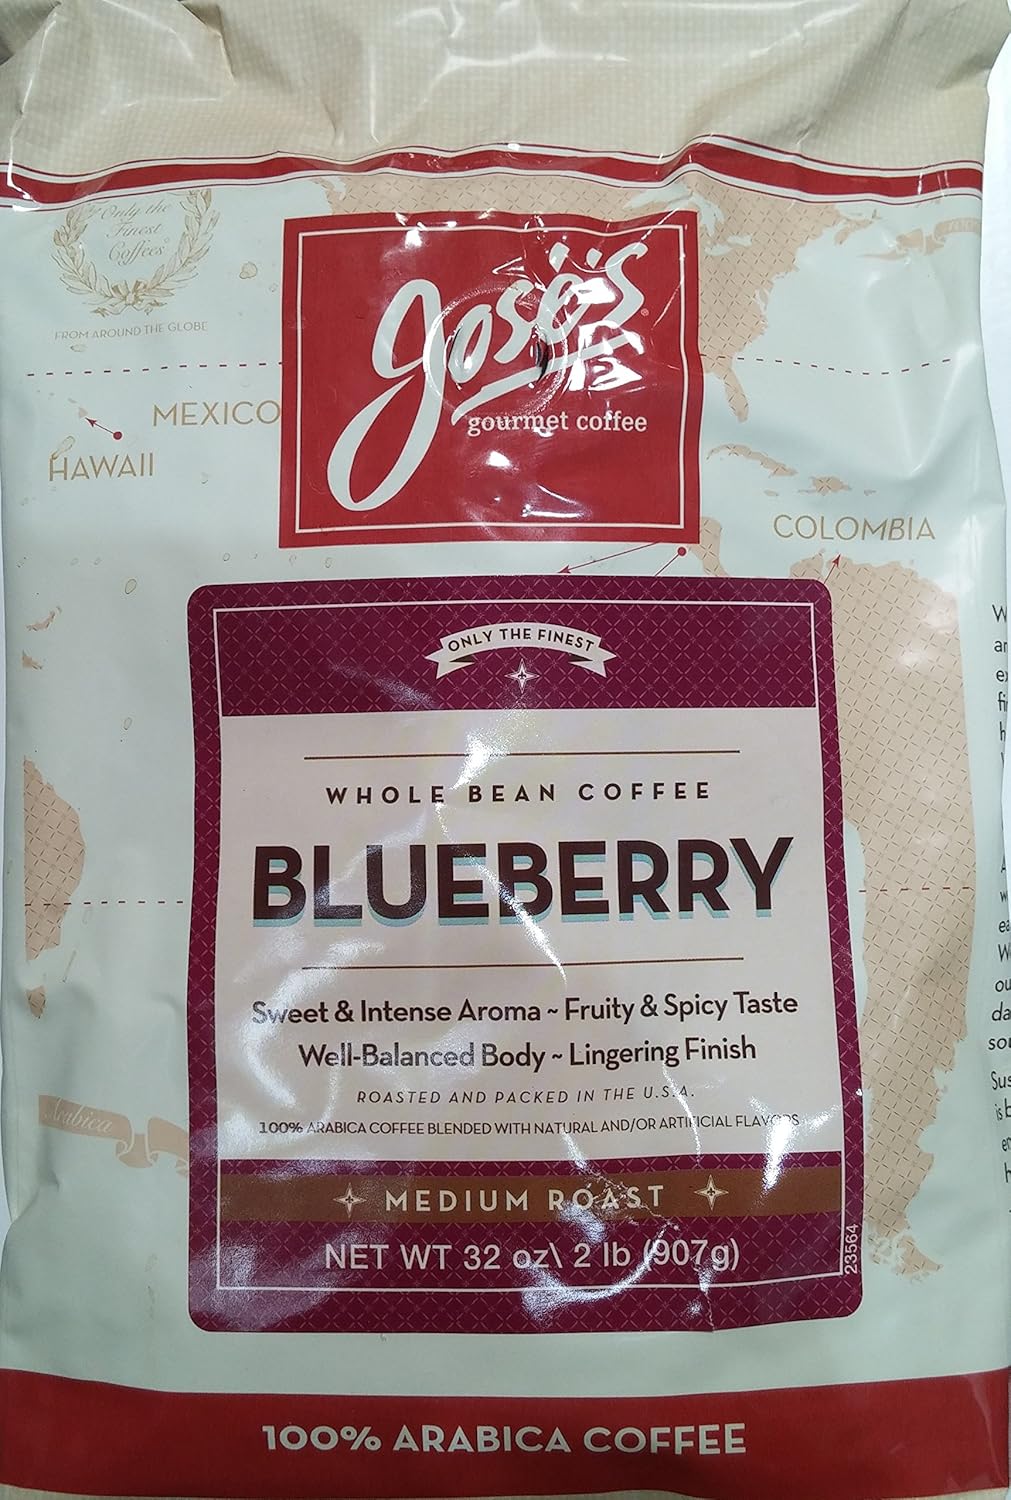 Only the
Finest
Coffees
FROM AROUND THE GLOBE
José's
gourmet coffee
MEXICO
HAWAII
COLOMBIA
ONLY THE FINEST
WHOLE BEAN COFFEE
BLUEBERRY
Sweet & Intense Aroma ~ Fruity & Spicy Taste
Well-Balanced Body ~ Lingering Finish
ROASTED AND PACKED IN THE U.S.A.
100% ARABICA COFFEE BLENDED WITH NATURAL AND/OR ARTIFICIAL FLAVORS
Arabica
MEDIUM ROAST
NET WT 32 oz\ 2 lb (907g)
23564
100% ARABICA COFFEE